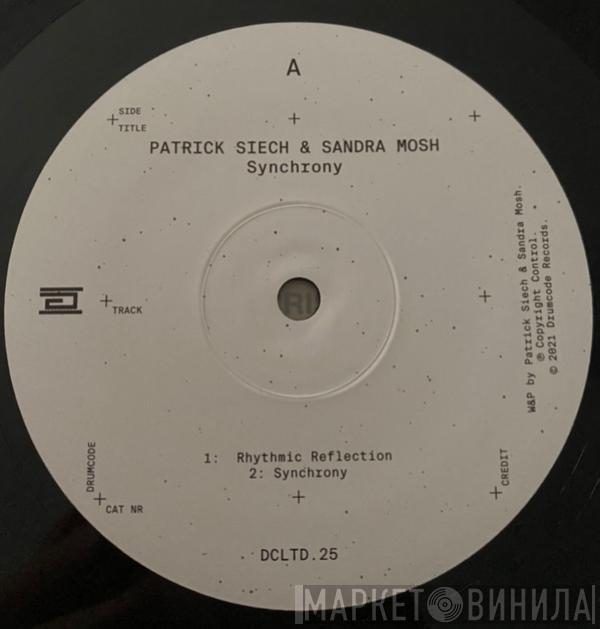 A
SIDE
TITLE
PATRICK SIECH & SANDRA MOSH
Synchrony
TRACK
W&P by Patrick Siech & Sandra Mosh.
℗ Copyright Control.
© 2021 Drumcode Records.
1: Rhythmic Reflection
2: Synchrony
DRUMCODE
CAT NR
CREDIT
DCLTD.25
МАРКЕТ ВИНИЛА